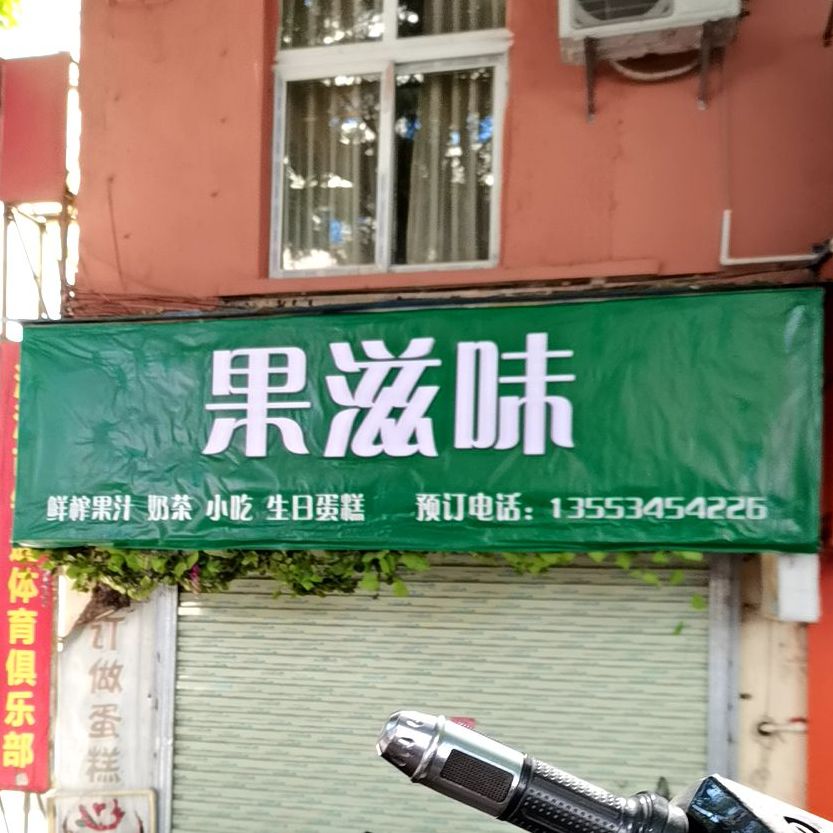 果滋味
鲜榨果汁 奶茶 小吃 生日蛋糕 预订电话：13553454226
体育俱乐部
订做蛋糕